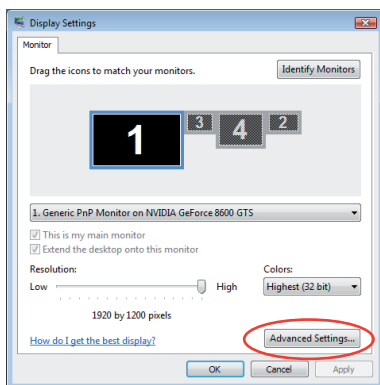 Display Settings
Monitor
Drag the icons to match your monitors.
Identify Monitors
1 3 4 2
1. Generic PnP Monitor on NVIDIA GeForce 8600 GTS
This is my main monitor
Extend the desktop onto this monitor
Resolution:
Colors:
Low High Highest (32 bit)
1920 by 1200 pixels
How do I get the best display? Advanced Settings...
OK Cancel Apply